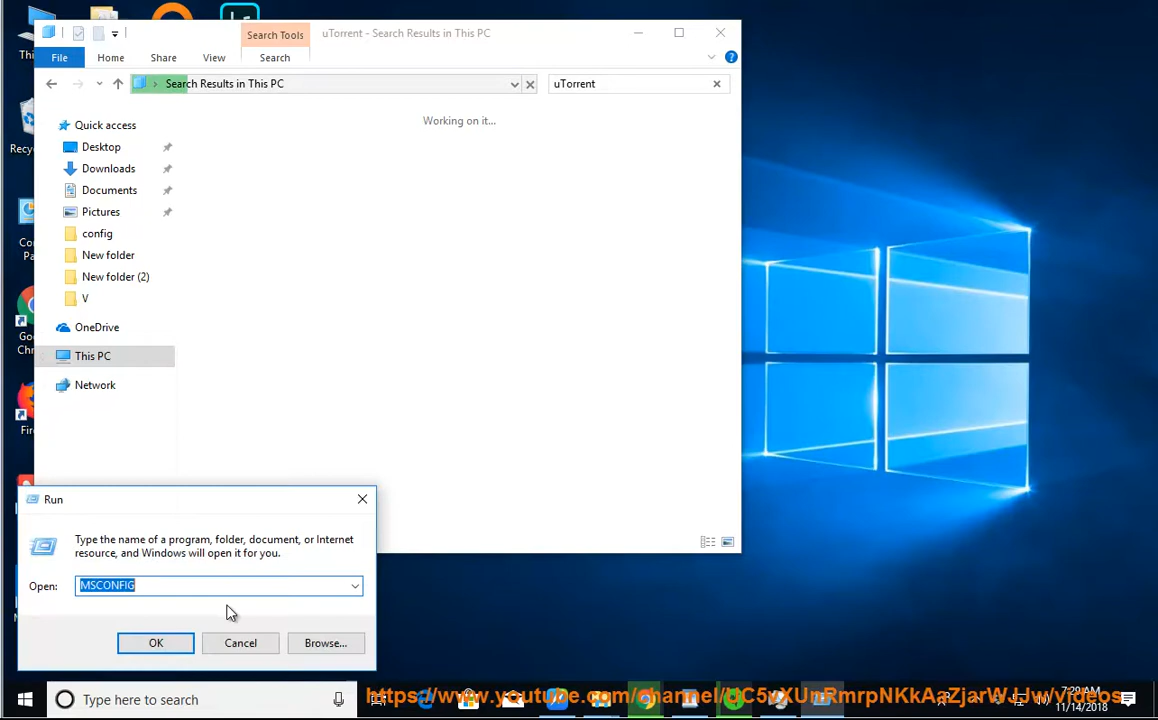 Search Tools
uTorrent - Search Results in This PC
File
Home
Share
View
Search
Search Results in This PC
uTorrent
Working on it...
Quick access
Desktop
Downloads
Documents
Pictures
config
New folder
New folder (2)
V
OneDrive
This PC
Network
Run
Type the name of a program, folder, document, or Internet
resource, and Windows will open it for you.
Open:
MSCONFIG
OK
Cancel
Browse...
Type here to search
11/14/2018